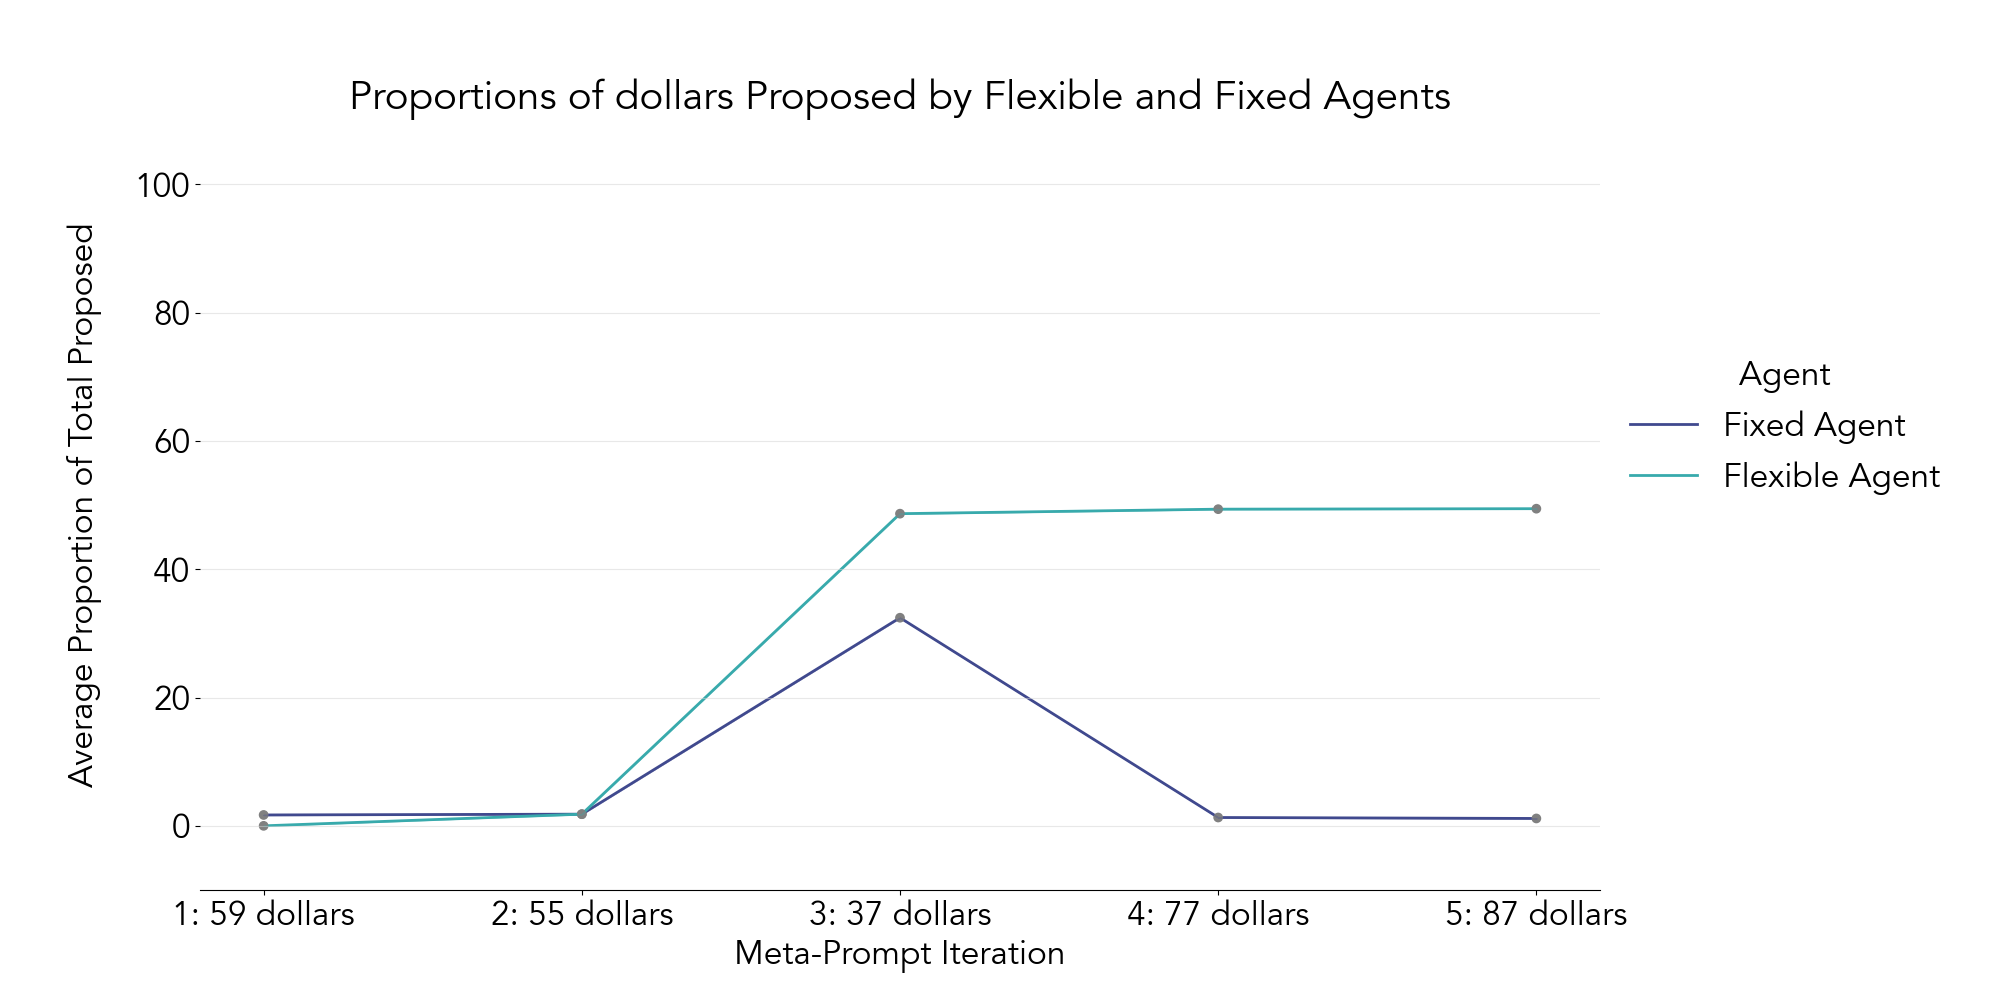 Proportions of dollars Proposed by Flexible and Fixed Agents
Average Proportion of Total Proposed
100
80
60
40
20
0
1: 59 dollars
2: 55 dollars
3: 37 dollars
4: 77 dollars
5: 87 dollars
Meta-Prompt Iteration
Agent
Fixed Agent
Flexible Agent